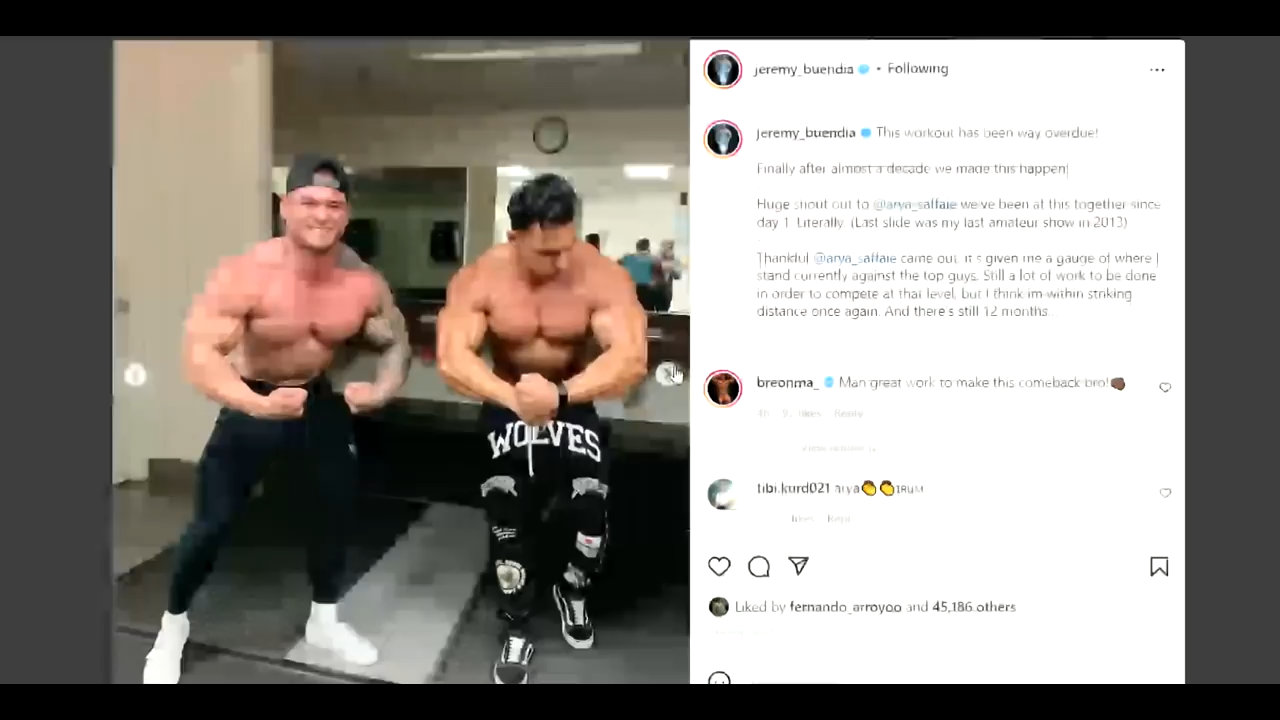 jeremy_buendia • Following
jeremy_buendia This workout has been way overdue!
Finally after almost a decade we made this happen!
Huge shout out to @arya_saffaie we've been at this together since
day 1. Literally. (Last slide was my last amateur show in 2013)
Thankful @arya_saffaie came out, it's given me a gauge of where I
stand currently against the top guys. Still a lot of work to be done
in order to compete at that level, but I think im within striking
distance once again. And there's still 12 months.
breonma_ Man great work to make this comeback bro!
4h likes Reply
tibi.kurd021 arya
likes
WOLVES
Liked by fernando_arroyoo and 45,186 others